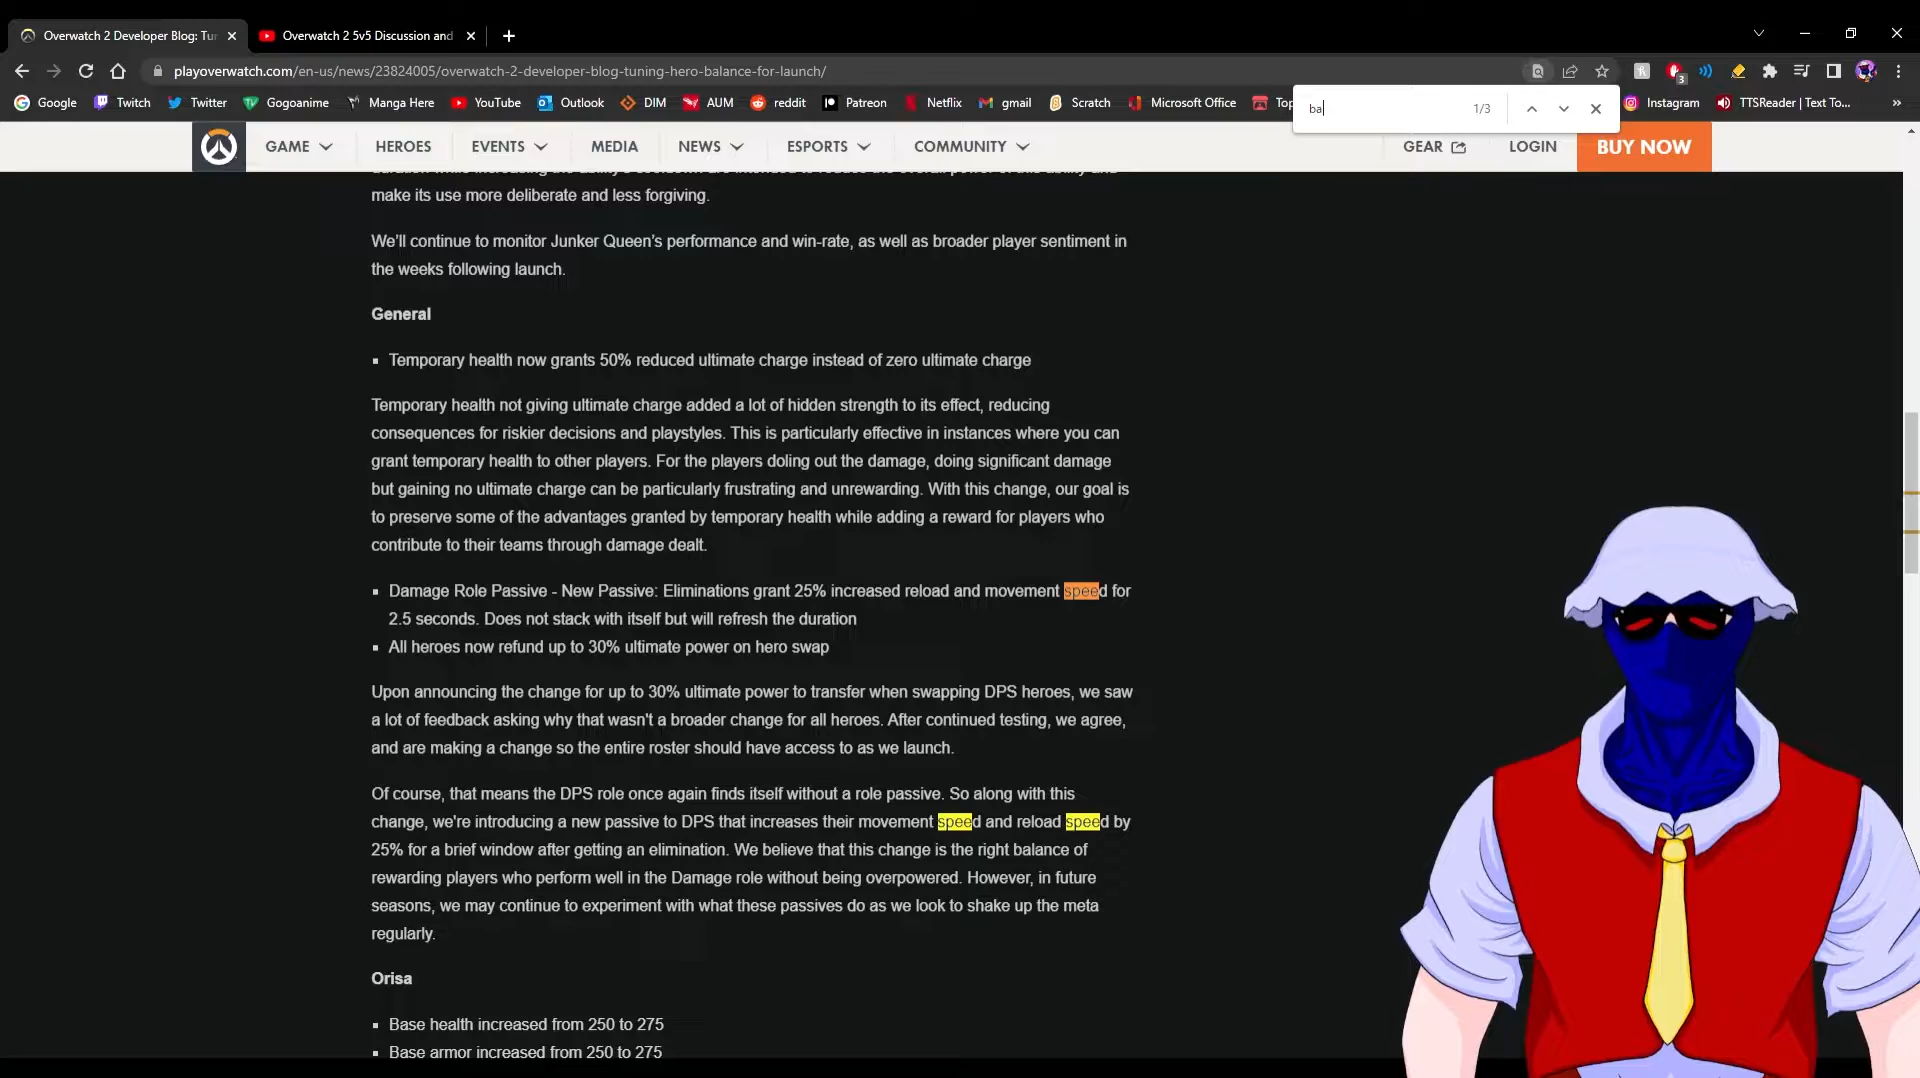 Overwatch 2 Developer Blog: Tur
Overwatch 2 5v5 Discussion and
playoverwatch.com/en-us/news/23824005/overwatch-2-developer-blog-tuning-hero-balance-for-launch/
3
Google Twitch Twitter Gogoanime Manga Here YouTube Outlook DIM AUM reddit Patreon Netflix gmail Scratch Microsoft Office Top Instagram TTSReader | Text To... »
ba 1/3
GAME HEROES EVENTS MEDIA NEWS ESPORTS COMMUNITY GEAR LOGIN BUY NOW
make its use more deliberate and less forgiving.
We'll continue to monitor Junker Queen's performance and win-rate, as well as broader player sentiment in
the weeks following launch.
General
▪ Temporary health now grants 50% reduced ultimate charge instead of zero ultimate charge
Temporary health not giving ultimate charge added a lot of hidden strength to its effect, reducing
consequences for riskier decisions and playstyles. This is particularly effective in instances where you can
grant temporary health to other players. For the players doling out the damage, doing significant damage
but gaining no ultimate charge can be particularly frustrating and unrewarding. With this change, our goal is
to preserve some of the advantages granted by temporary health while adding a reward for players who
contribute to their teams through damage dealt.
▪ Damage Role Passive - New Passive: Eliminations grant 25% increased reload and movement speed for
2.5 seconds. Does not stack with itself but will refresh the duration
▪ All heroes now refund up to 30% ultimate power on hero swap
Upon announcing the change for up to 30% ultimate power to transfer when swapping DPS heroes, we saw
a lot of feedback asking why that wasn't a broader change for all heroes. After continued testing, we agree,
and are making a change so the entire roster should have access to as we launch.
Of course, that means the DPS role once again finds itself without a role passive. So along with this
change, we're introducing a new passive to DPS that increases their movement speed and reload speed by
25% for a brief window after getting an elimination. We believe that this change is the right balance of
rewarding players who perform well in the Damage role without being overpowered. However, in future
seasons, we may continue to experiment with what these passives do as we look to shake up the meta
regularly.
Orisa
▪ Base health increased from 250 to 275
▪ Base armor increased from 250 to 275